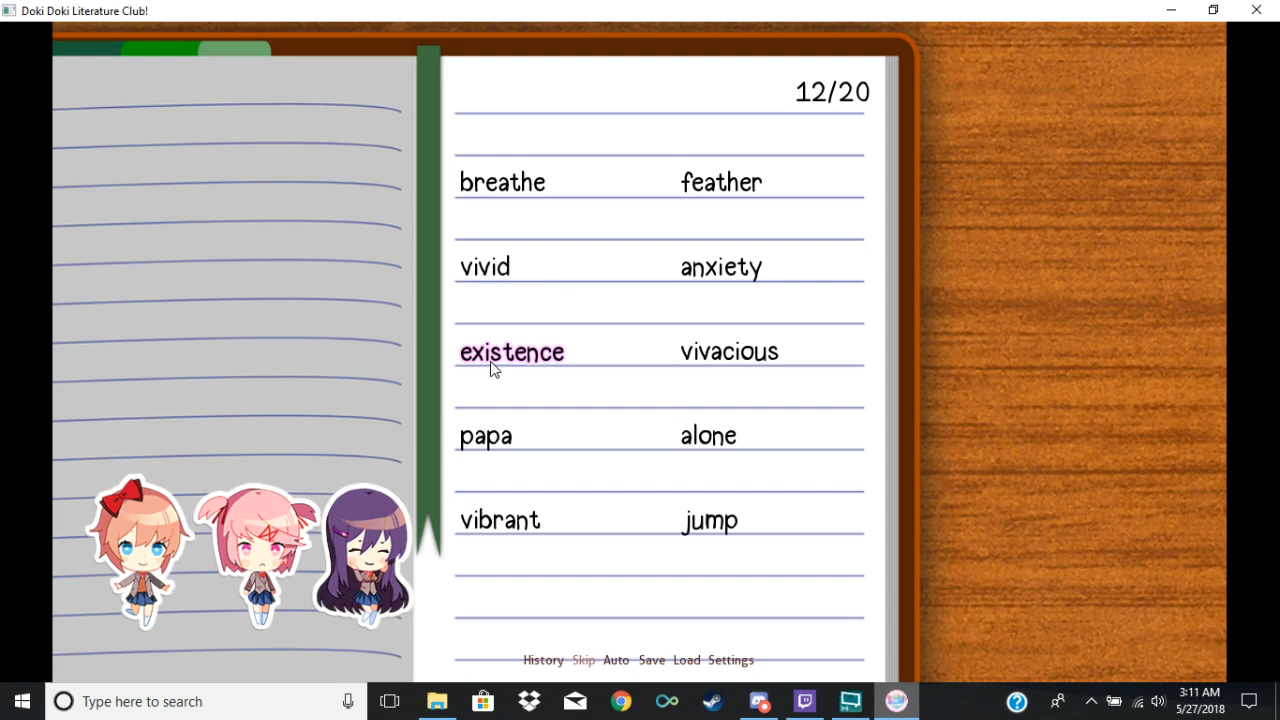 Doki Doki Literature Club!
12/20
breathe feather
vivid anxiety
existence vivacious
papa alone
vibrant jump
History Skip Auto Save Load Settings
Type here to search
3:11 AM
5/27/2018